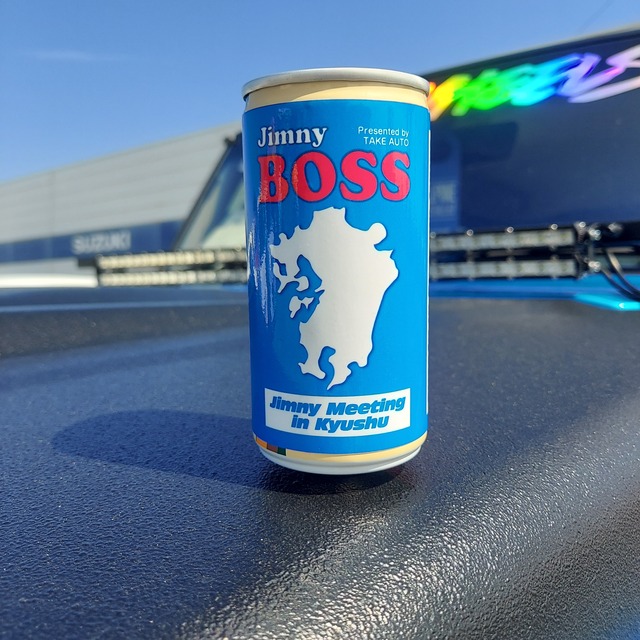 Jimny
Presented by
TAKE AUTO
BOSS
Jimny Meeting
in Kyushu
SUZUKI